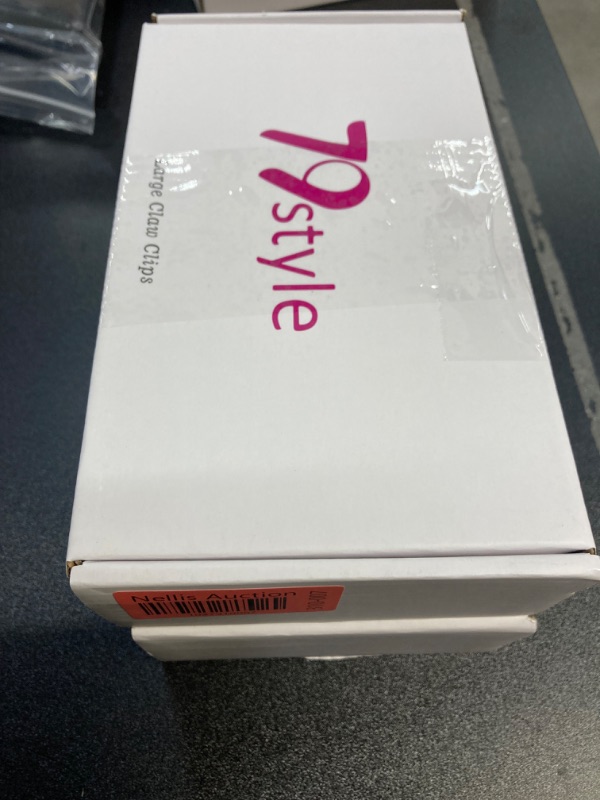 79style
Large Claw Clips
Nellis Auction